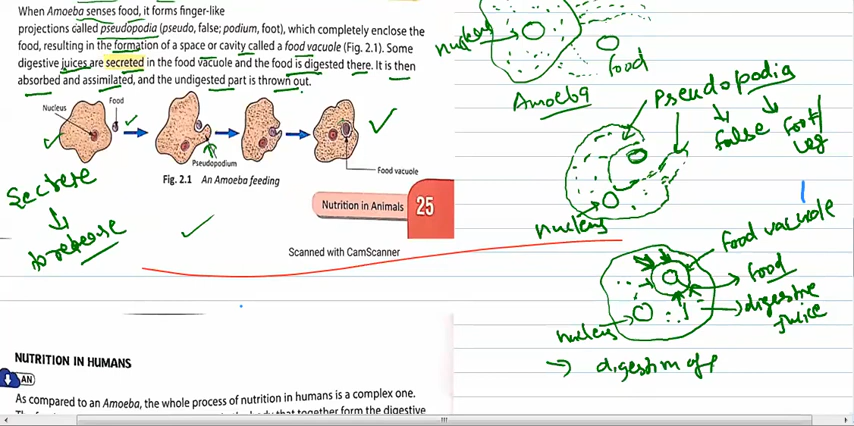 When Amoeba senses food, it forms finger-like
projections called pseudopodia (pseudo, false; podium, foot), which completely enclose the
food, resulting in the formation of a space or cavity called a food vacuole (Fig. 2.1). Some
digestive juices are secreted in the food vacuole and the food is digested there. It is then
absorbed and assimilated, and the undigested part is thrown out.
Nucleus
Food
Pseudopodium
Food vacuole
Fig. 2.1 An Amoeba feeding
Nutrition in Animals 25
Scanned with CamScanner
NUTRITION IN HUMANS
AN
As compared to an Amoeba, the whole process of nutrition in humans is a complex one.
nucleus
food
Amoeba
Pseudopodia
false
foot/
leg
nucleus
food vacuole
food
digestive
juice
nucleus
→ digestion of